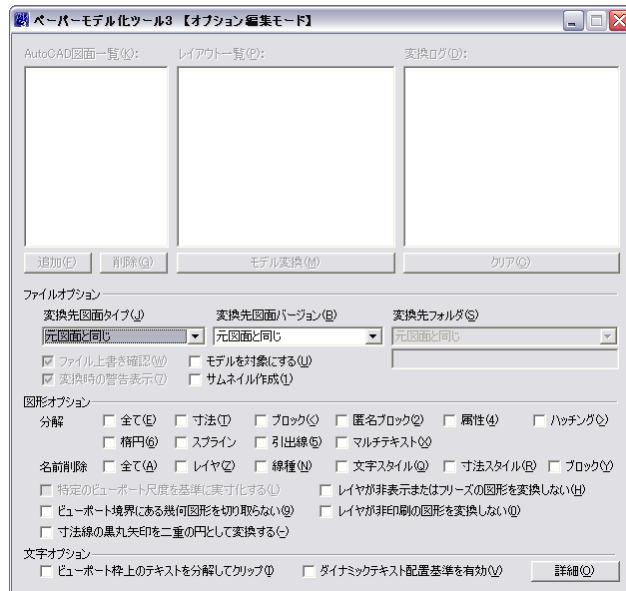 ペーパーモデル化ツール3 【オプション編集モード】
AutoCAD図面一覧(K): レイアウト一覧(P): 変換ログ(D):
追加(F) 削除(G) モデル変換(M) クリア(C)
ファイルオプション
変換先図面タイプ(J) 変換先図面バージョン(B) 変換先フォルダ(S)
元図面と同じ 元図面と同じ 元図面と同じ
ファイル上書き確認(W) モデルを対象にする(U)
変換時の警告表示(7) サムネイル作成(1)
図形オプション
分解 全て(E) 寸法(T) ブロック(<) 匿名ブロック(2) 属性(4) ハッチング(>)
楕円(6) スプライン 引出線(5) マルチテキスト(X)
名前削除 全て(A) レイヤ(Z) 線種(N) 文字スタイル(Q) 寸法スタイル(R) ブロック(Y)
特定のビューポート尺度を基準に実寸化する(L) レイヤが非表示またはフリーズの図形を変換しない(H)
ビューポート境界にある幾何図形を切り取らない(9) レイヤが非印刷の図形を変換しない(0)
寸法線の黒丸矢印を二重の円として変換する(-)
文字オプション
ビューポート枠上のテキストを分解してクリップ(I) ダイナミックテキスト配置基準を有効(V) 詳細(O)